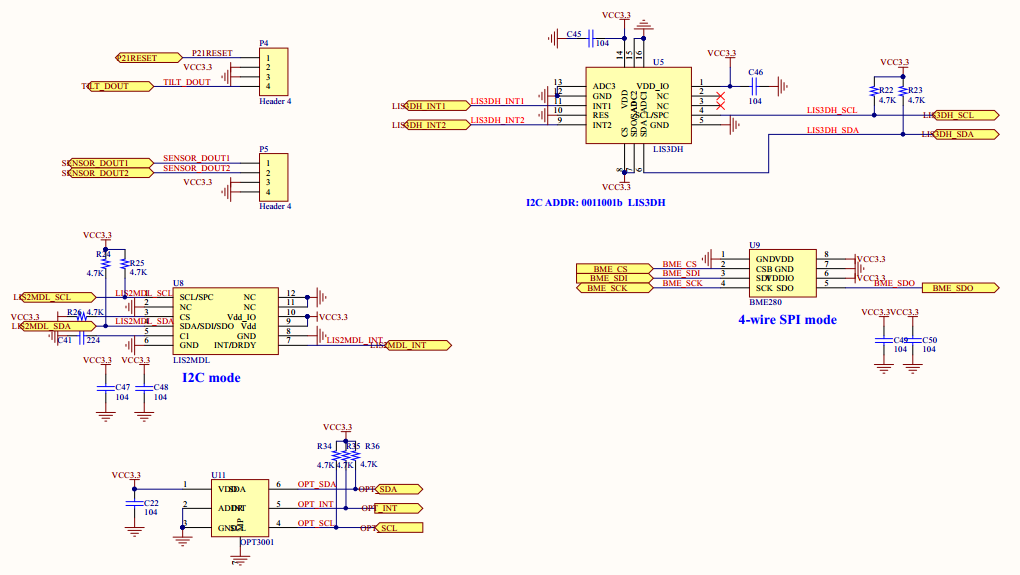 P4
P21RESET P21RESET 1
VCC3.3 2
3
TILT_DOUT TILT_DOUT 4
Header 4
P5
SENSOR_DOUT1 SENSOR_DOUT1 1
SENSOR_DOUT2 SENSOR_DOUT2 2
VCC3.3 3
4
Header 4
VCC3.3
C45
104
14 15 16
U5
VCC3.3
13 ADC3 VDD_IO 1
12 GND NC 2
LIS3DH_INT1 LIS3DH_INT1 11 INT1 NC 3
10 RES SCL/SPC 4
LIS3DH_INT2 LIS3DH_INT2 9 INT2 GND 5
VDD ADC2 ADC1
CS SDO/SA0 SDA
8 7 6
LIS3DH
VCC3.3
C46
104
VCC3.3
R22 R23
4.7K 4.7K
LIS3DH_SCL LIS3DH_SCL
LIS3DH_SDA LIS3DH_SDA
I2C ADDR: 0011001b LIS3DH
VCC3.3
R24 R25
4.7K 4.7K
U8
LIS2MDL_SCL LIS2MDL_SCL 1 SCL/SPC NC 12
2 NC NC 11
VCC3.3 R26 4.7K 3 CS Vdd_IO 10 VCC3.3
LIS2MDL_SDA LIS2MDL_SDA 4 SDA/SDI/SDO Vdd 9
C41 224 5 C1 GND 8
6 GND INT/DRDY 7 LIS2MDL_INT LIS2MDL_INT
LIS2MDL
I2C mode
VCC3.3 VCC3.3
C47 C48
104 104
U9
1 GND VDD 8 VCC3.3
BME_CS BME_CS 2 CSB GND 7
BME_SDI BME_SDI 3 SDI VDDIO 6 VCC3.3
BME_SCK BME_SCK 4 SCK SDO 5 BME_SDO BME_SDO
BME280
4-wire SPI mode
VCC3.3 VCC3.3
C49 C50
104 104
VCC3.3
R34 R35 R36
4.7K 4.7K 4.7K
VCC3.3
C22
104
U11
1 VDD SDA 6 OPT_SDA OPT_SDA
2 ADDR INT 5 OPT_INT OPT_INT
3 GND SCL 4 OPT_SCL OPT_SCL
OPT3001